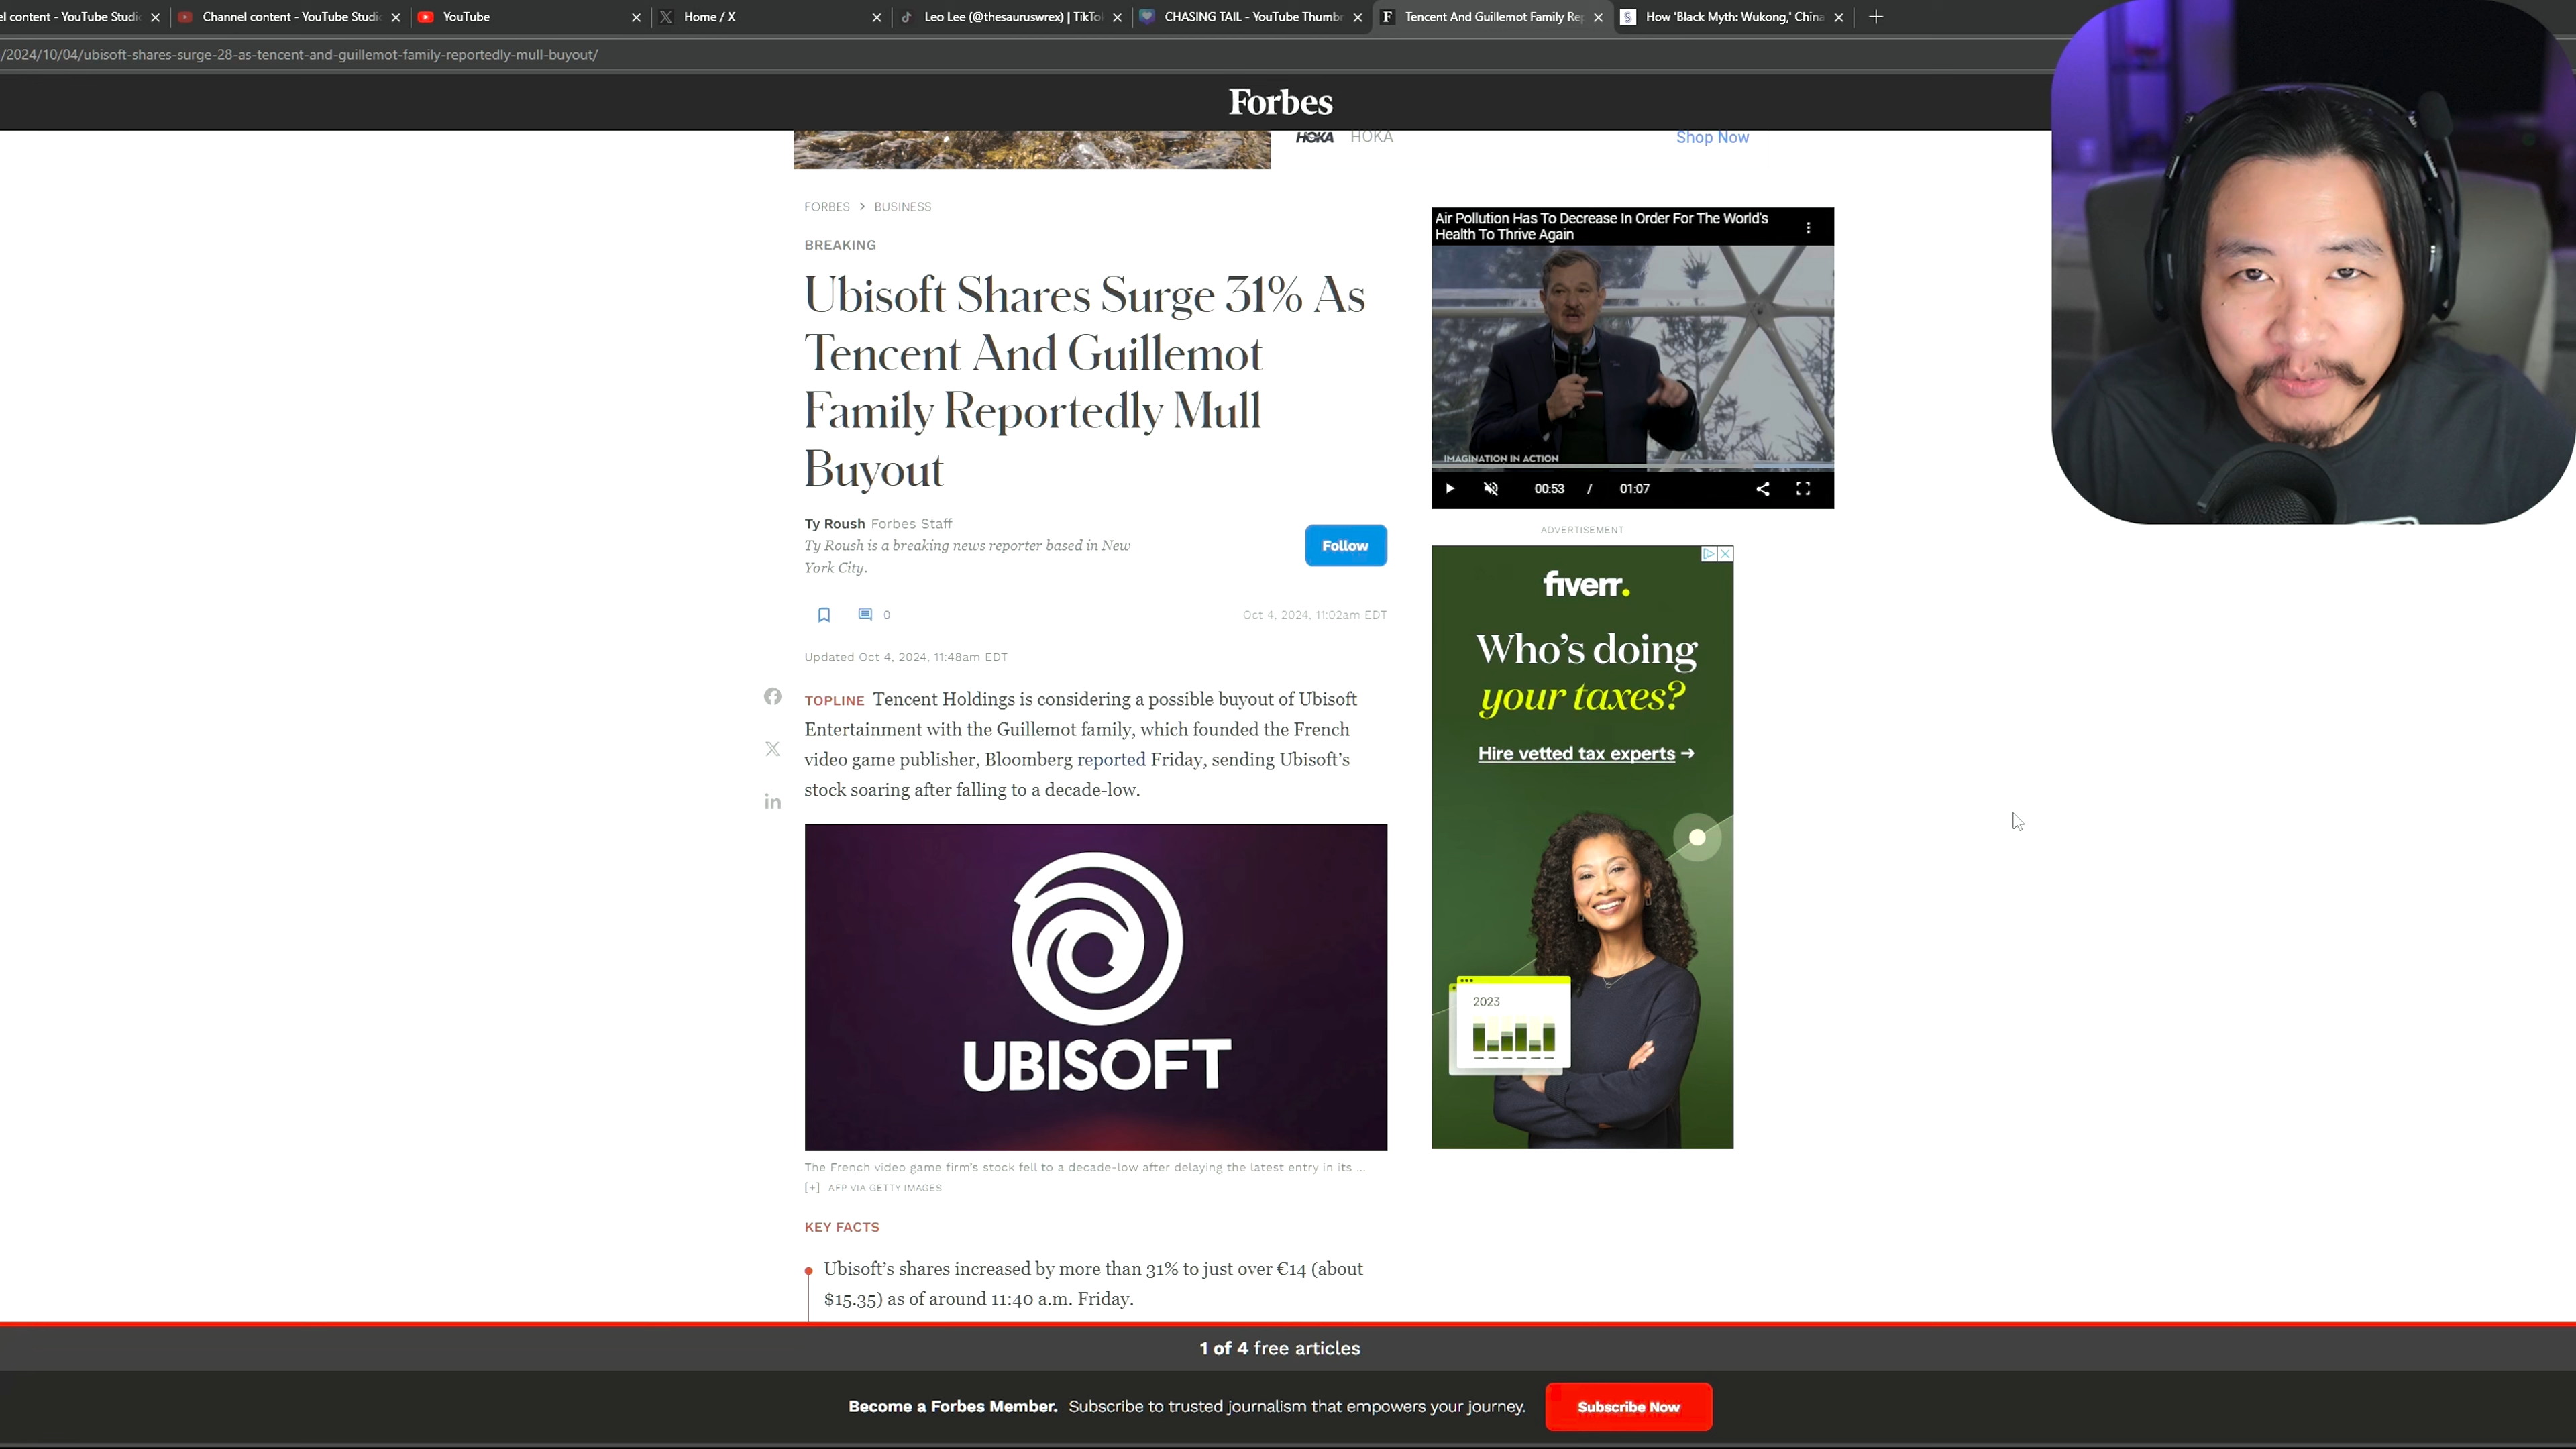 el content - YouTube Studio
Channel content - YouTube Studio
YouTube
Home / X
Leo Lee (@thesauruswrex) | TikTo
CHASING TAIL - YouTube Thumbn
Tencent And Guillemot Family Rep
How 'Black Myth: Wukong,' China
/2024/10/04/ubisoft-shares-surge-28-as-tencent-and-guillemot-family-reportedly-mull-buyout/
Forbes
HOKA HOKA
Shop Now
FORBES > BUSINESS
BREAKING
Ubisoft Shares Surge 31% As
Tencent And Guillemot
Family Reportedly Mull
Buyout
Ty Roush Forbes Staff
Ty Roush is a breaking news reporter based in New
York City.
Follow
0
Oct 4, 2024, 11:02am EDT
Updated Oct 4, 2024, 11:48am EDT
TOPLINE Tencent Holdings is considering a possible buyout of Ubisoft
Entertainment with the Guillemot family, which founded the French
video game publisher, Bloomberg reported Friday, sending Ubisoft's
stock soaring after falling to a decade-low.
UBISOFT
The French video game firm's stock fell to a decade-low after delaying the latest entry in its ...
[+] AFP VIA GETTY IMAGES
KEY FACTS
Ubisoft's shares increased by more than 31% to just over €14 (about
$15.35) as of around 11:40 a.m. Friday.
Air Pollution Has To Decrease In Order For The World's
Health To Thrive Again
IMAGINATION IN ACTION
00:53 / 01:07
ADVERTISEMENT
fiverr.
Who's doing
your taxes?
Hire vetted tax experts →
2023
1 of 4 free articles
Become a Forbes Member. Subscribe to trusted journalism that empowers your journey.
Subscribe Now